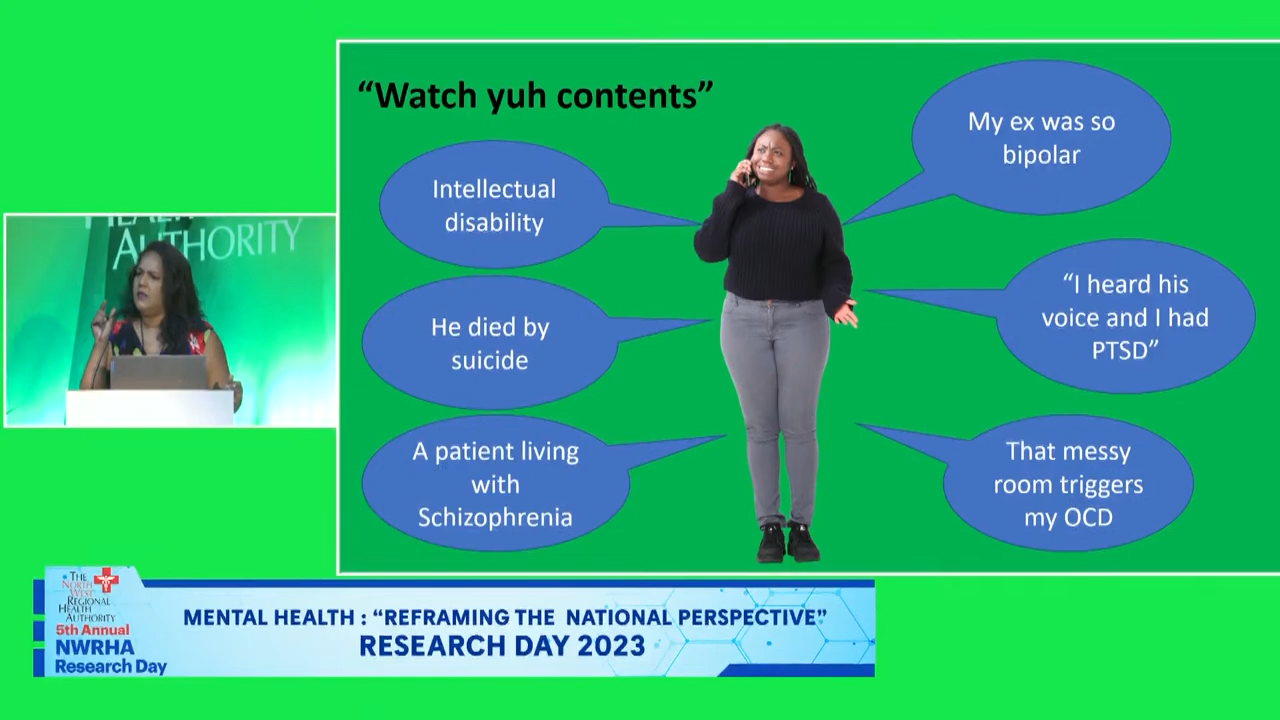 “Watch yuh contents”
Intellectual
disability
He died by
suicide
A patient living
with
Schizophrenia
My ex was so
bipolar
“I heard his
voice and I had
PTSD”
That messy
room triggers
my OCD
HEALTH
AUTHORITY
THE
NORTH
WEST
REGIONAL
HEALTH
AUTHORITY
5th Annual
NWRHA
Research Day
MENTAL HEALTH : “REFRAMING THE NATIONAL PERSPECTIVE”
RESEARCH DAY 2023